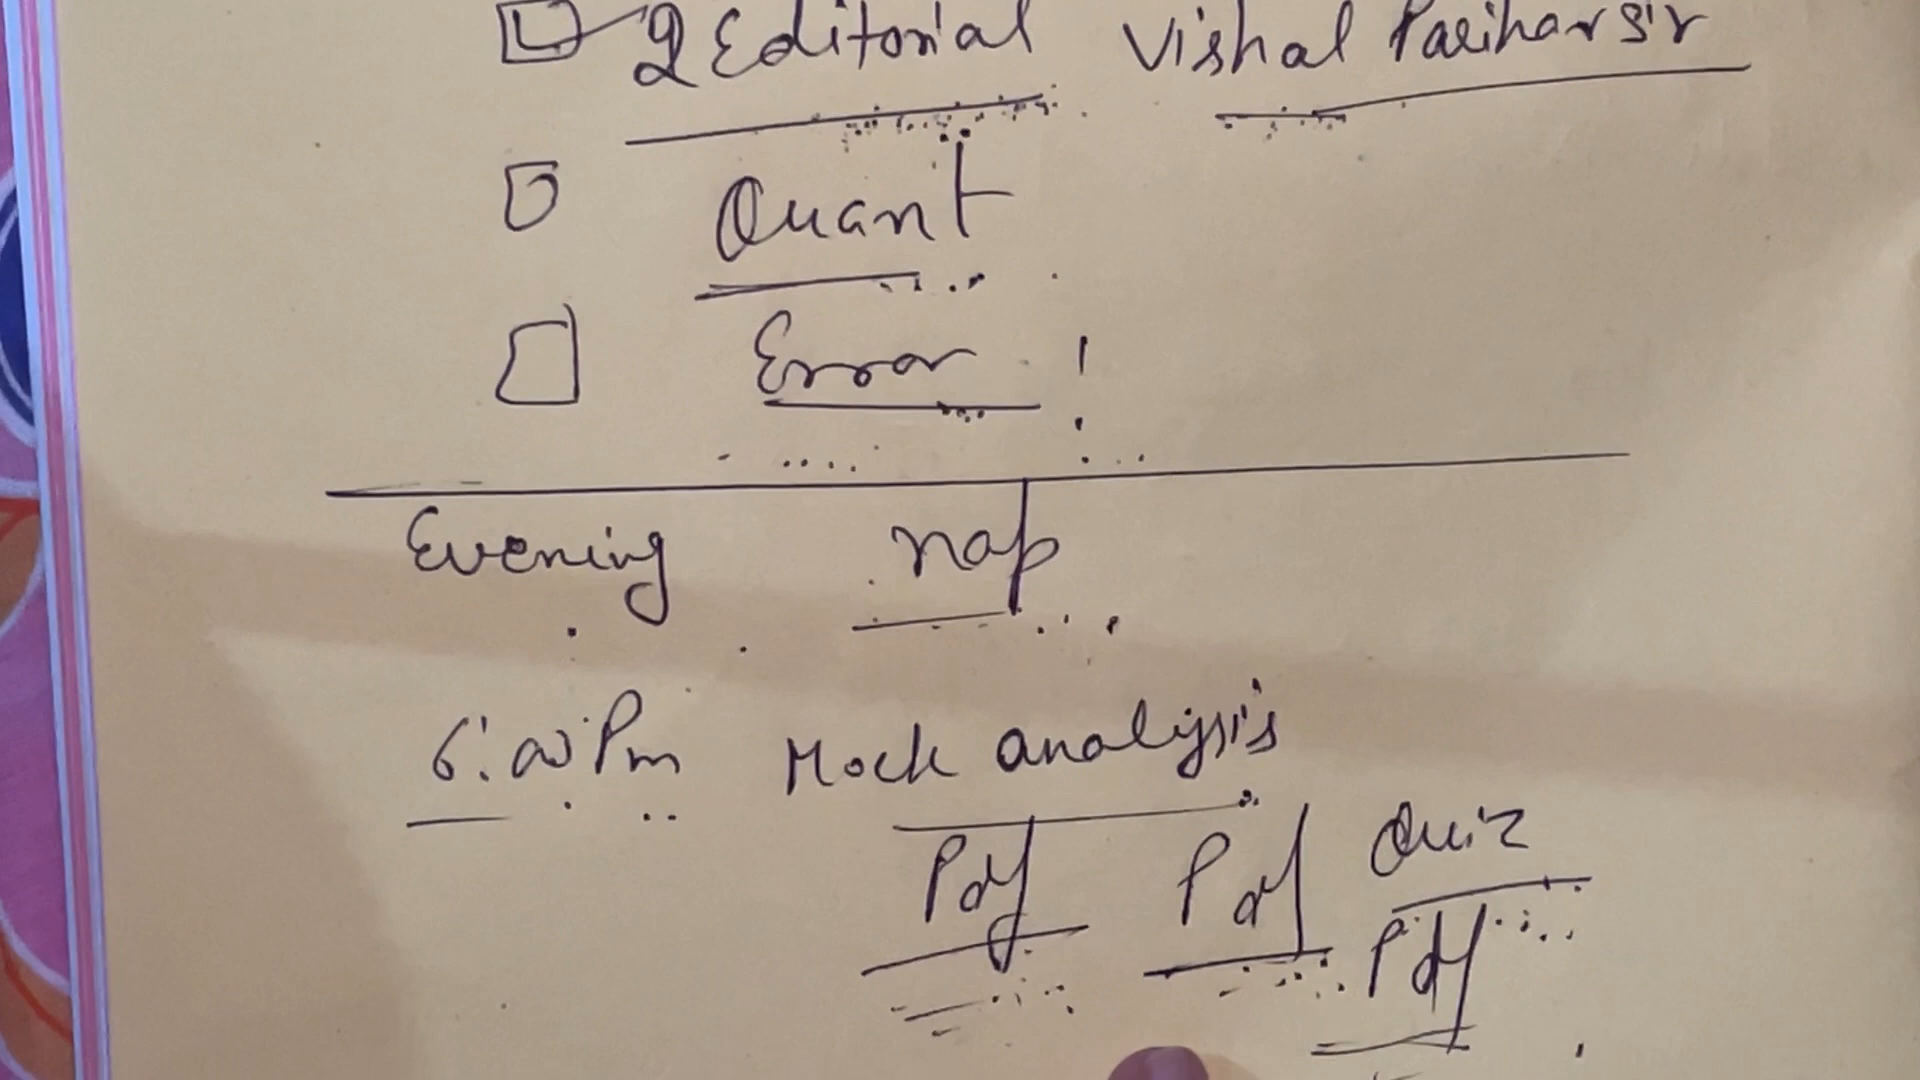 2 Editorial Vishal Parihar sir
Quant
Error !
Evening nap
6:00 Pm Mock analysis
Pdf Pdf Quiz
Pdf